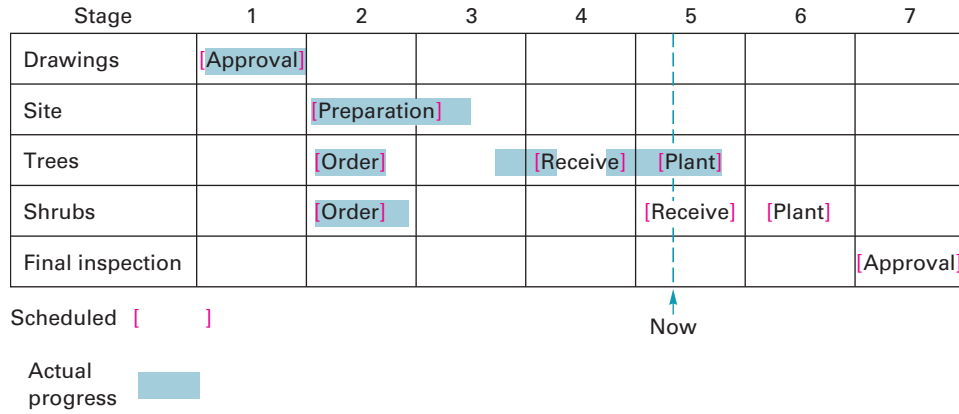 Stage 1 2 3 4 5 6 7
Drawings [Approval]
Site [Preparation]
Trees [Order] [Receive] [Plant]
Shrubs [Order] [Receive] [Plant]
Final inspection [Approval]
Scheduled [ ]
Now
Actual
progress